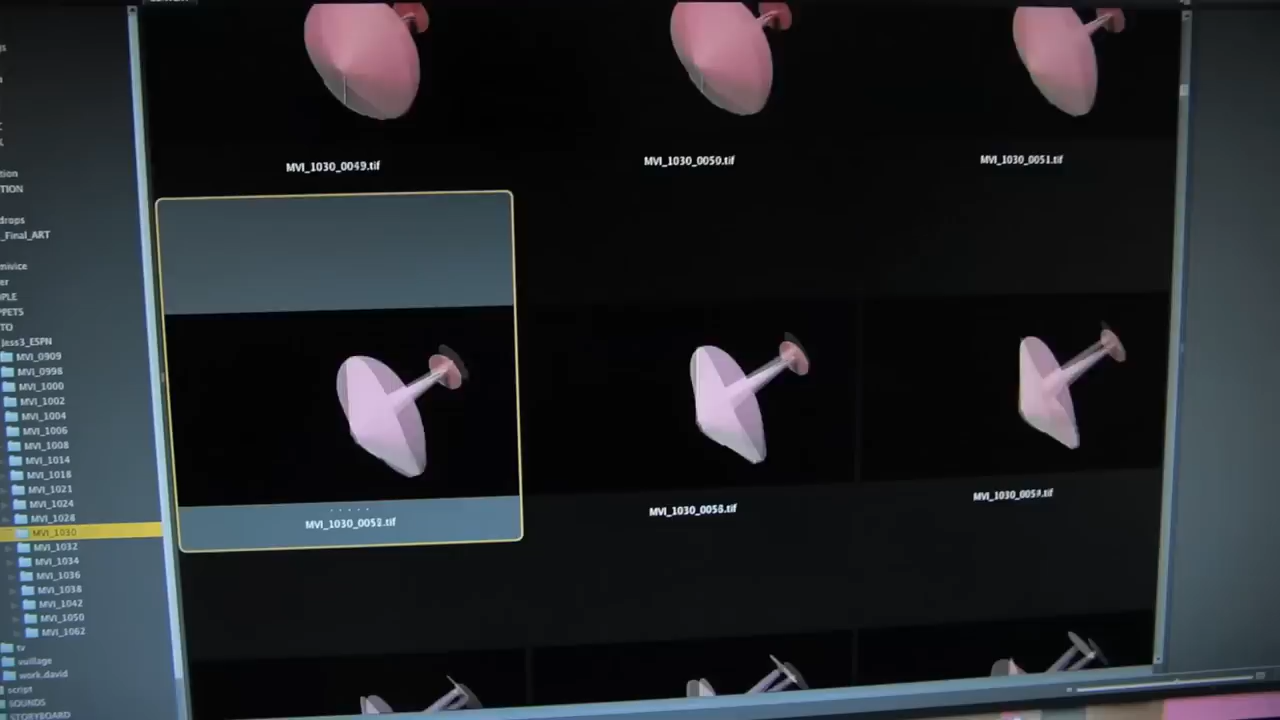 MVI_1030_0049.tif
MVI_1030_0050.tif
MVI_1030_0051.tif
MVI_1030_0058.tif
tion
TION
drops
_Final_ART
mivice
er
PLE
PPETS
TO
Jess3_ESPN
MVI_0909
MVI_0998
MVI_1000
MVI_1002
MVI_1004
MVI_1006
MVI_1008
MVI_1014
MVI_1018
MVI_1021
MVI_1024
MVI_1028
MVI_1030
MVI_1032
MVI_1034
MVI_1036
MVI_1038
MVI_1042
MVI_1050
MVI_1062
tv
vuillage
work.david
script
SOUNDS
STORYBOARD